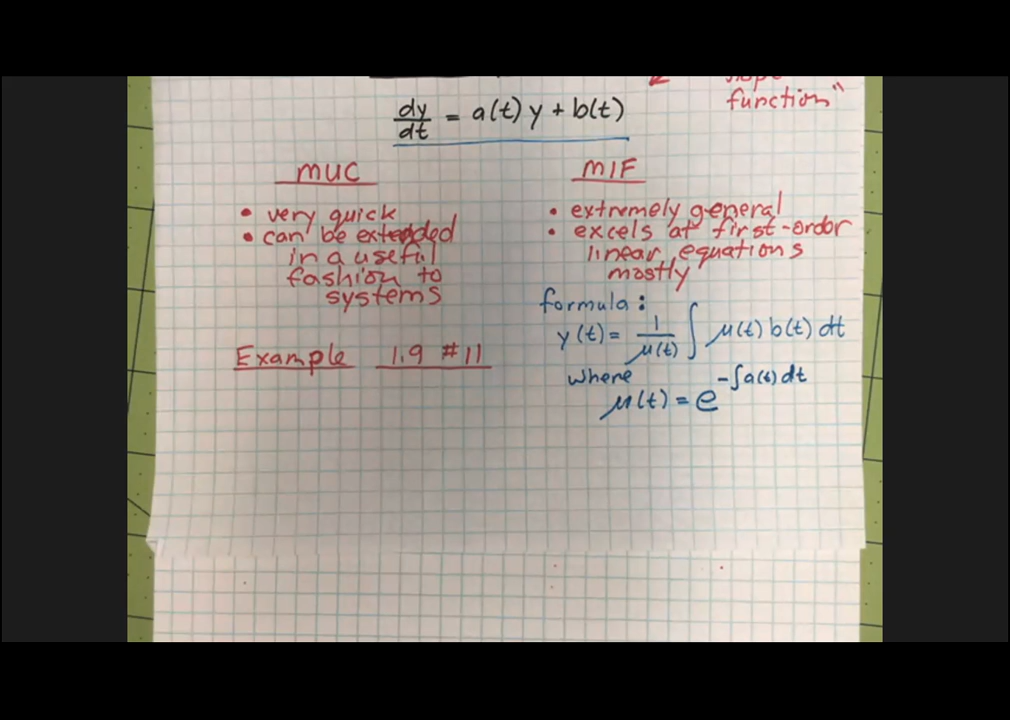 function"
dy/dt = a(t) y + b(t)
MUC
• very quick
• can be extended
in a useful
fashion to
systems
Example 1.9 #11
MIF
• extremely general
• excels at first-order
linear equations
mostly
formula:
y(t) = 1/μ(t) ∫ μ(t) b(t) dt
where
μ(t) = e^{-∫a(t) dt}